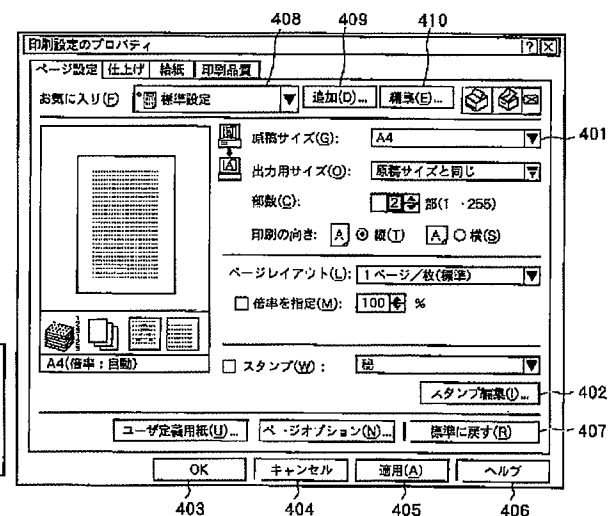 408 409 410
印刷設定のプロパティ
ページ設定 仕上げ 給紙 印刷品質
お気に入り(F) 標準設定 追加(D)... 編集(E)...
原稿サイズ(G): A4 401
出力用サイズ(O): 原稿サイズと同じ
部数(C): 2 部(1 ~255)
印刷の向き: A 縦(T) A 横(S)
ページレイアウト(L): 1ページ/枚(標準)
倍率を指定(M): 100 %
A4(倍率:自動)
スタンプ(W): 秘
スタンプ編集(I)... 402
ユーザ定義用紙(U)... ページオプション(N)... 標準に戻す(R) 407
OK キャンセル 適用(A) ヘルプ
403 404 405 406